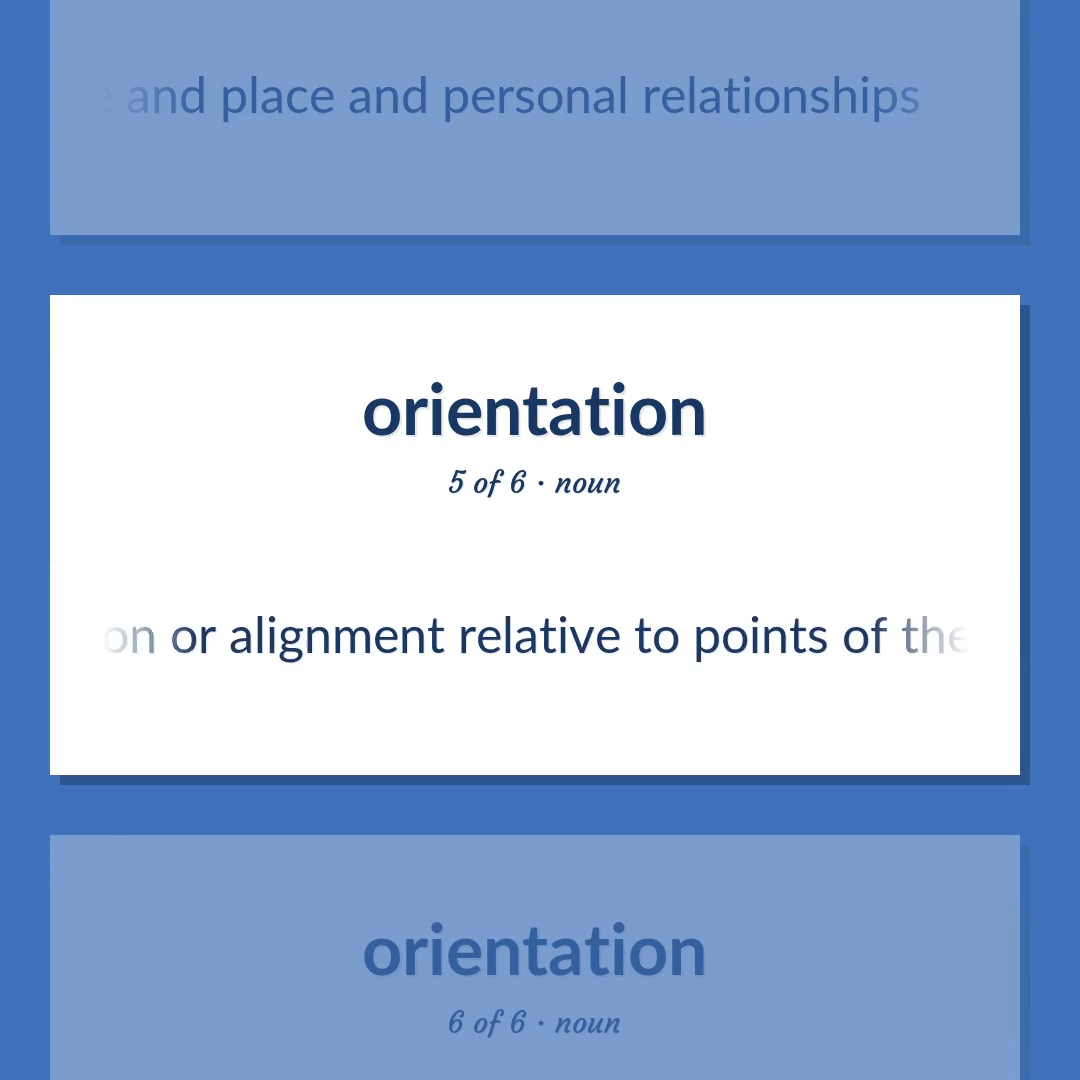 and place and personal relationships
orientation
5 of 6 · noun
on or alignment relative to points of the
orientation
6 of 6 · noun